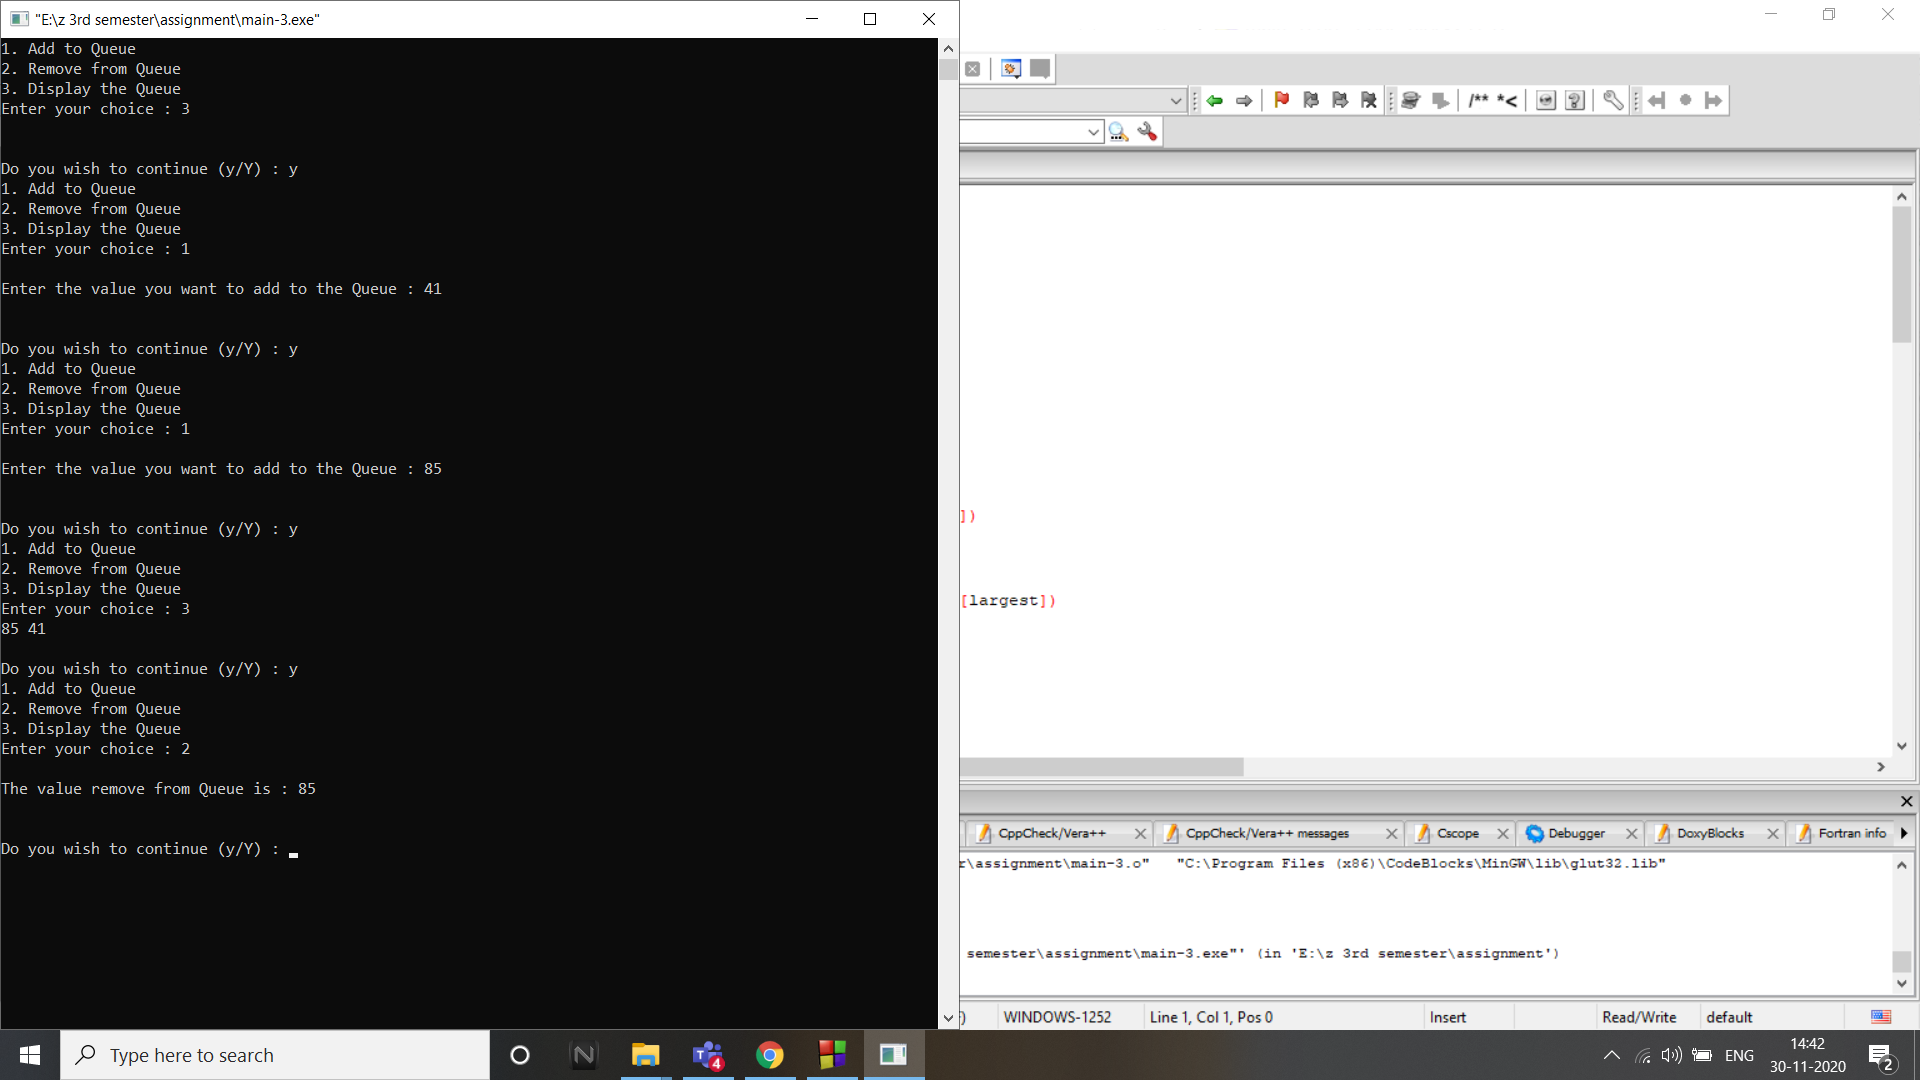 "E:\z 3rd semester\assignment\main-3.exe"
1. Add to Queue
2. Remove from Queue
3. Display the Queue
Enter your choice : 3
Do you wish to continue (y/Y) : y
1. Add to Queue
2. Remove from Queue
3. Display the Queue
Enter your choice : 1
Enter the value you want to add to the Queue : 41
Do you wish to continue (y/Y) : y
1. Add to Queue
2. Remove from Queue
3. Display the Queue
Enter your choice : 1
Enter the value you want to add to the Queue : 85
Do you wish to continue (y/Y) : y
1. Add to Queue
2. Remove from Queue
3. Display the Queue
Enter your choice : 3
85 41
Do you wish to continue (y/Y) : y
1. Add to Queue
2. Remove from Queue
3. Display the Queue
Enter your choice : 2
The value remove from Queue is : 85
Do you wish to continue (y/Y) :
/** *<
])
[largest])
CppCheck/Vera++ CppCheck/Vera++ messages Cscope Debugger DoxyBlocks Fortran info
r\assignment\main-3.o" "C:\Program Files (x86)\CodeBlocks\MinGW\lib\glut32.lib"
semester\assignment\main-3.exe"' (in 'E:\z 3rd semester\assignment')
WINDOWS-1252 Line 1, Col 1, Pos 0 Insert Read/Write default
Type here to search
N
T
4
ENG
14:42
30-11-2020
2